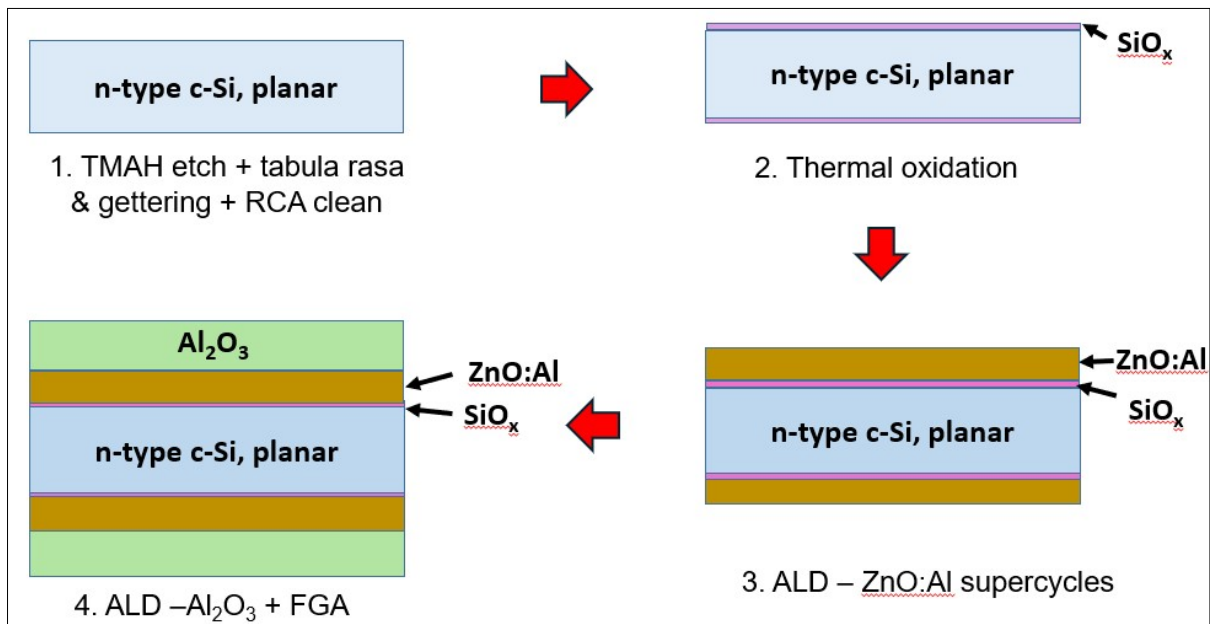 n-type c-Si, planar
1. TMAH etch + tabula rasa
& gettering + RCA clean
SiOₓ
n-type c-Si, planar
2. Thermal oxidation
ZnO:Al
SiOₓ
n-type c-Si, planar
3. ALD – ZnO:Al supercycles
Al₂O₃
ZnO:Al
SiOₓ
n-type c-Si, planar
4. ALD –Al₂O₃ + FGA